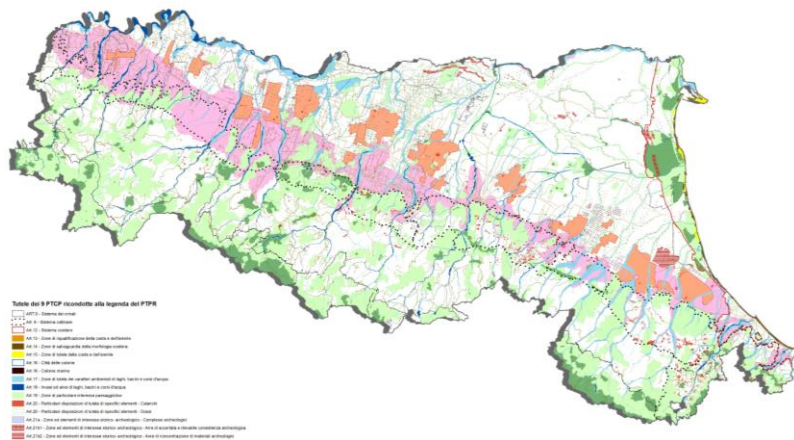 Tutele dei 9 PTCP ricondotte alla legenda del PTPR
ART.9 - Sistema dei crinali
Art. 9 - Sistema collinare
Art. 12 - Sistema costiero
Art. 13 - Zone di riqualificazione della costa e dell'arenile
Art. 14 - Zone di salvaguardia della morfologia costiera
Art. 15 - Zone di tutela della costa e dell'arenile
Art. 16 - Città delle colonie
Art. 16 - Colonie marine
Art. 17 - Zone di tutela dei caratteri ambientali di laghi, bacini e corsi d'acqua
Art. 18 - Invasi ed alvei di laghi, bacini e corsi d'acqua
Art. 19 - Zone di particolare interesse paesaggistico
Art. 20 - Particolari disposizioni di tutela di specifici elementi - Calanchi
Art. 20 - Particolari disposizioni di tutela di specifici elementi - Dossi
Art. 21a - Zone ed elementi di interesse storico-archeologico - Complessi archeologici
Art. 21b1 - Zone ed elementi di interesse storico-archeologico - Aree di accertata e rilevante consistenza archeologica
Art. 21b2 - Zone ed elementi di interesse storico-archeologico - Aree di concentrazione di materiali archeologici